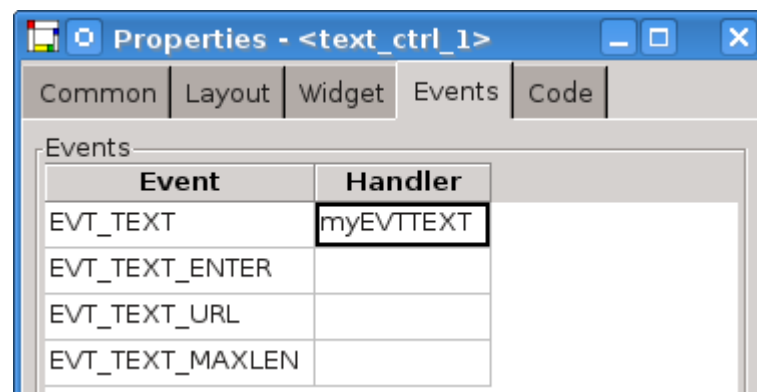 Properties - <text_ctrl_1>
Common Layout Widget Events Code
Events
Event Handler
EVT_TEXT myEVTTEXT
EVT_TEXT_ENTER
EVT_TEXT_URL
EVT_TEXT_MAXLEN